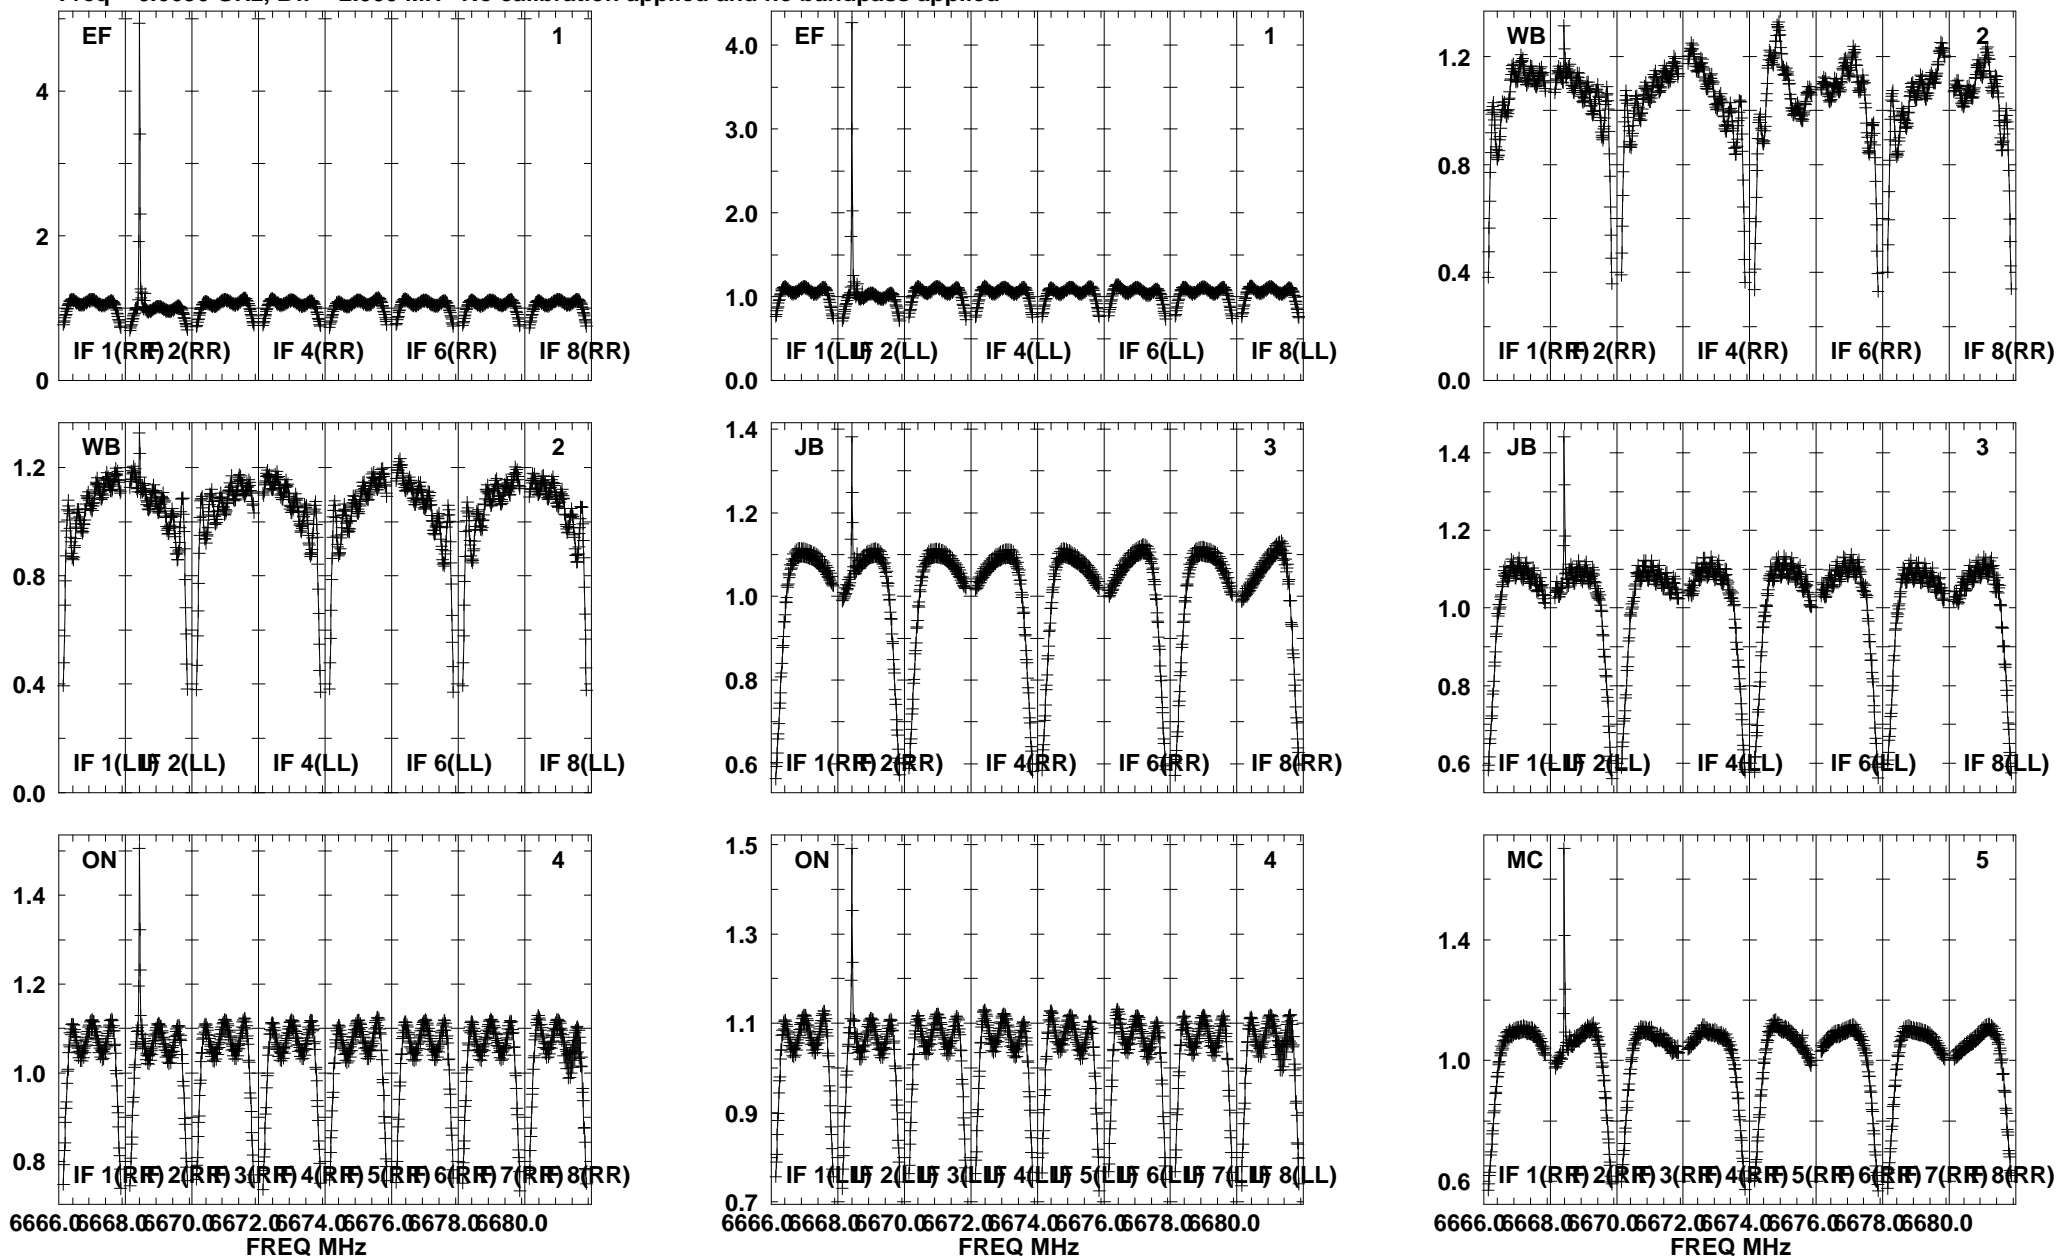 No calibration applied and no bandpass applied
EF 1
4
2
0
IF 1(RR) IF 2(RR) IF 4(RR) IF 6(RR) IF 8(RR)
EF 1
4.0
3.0
2.0
1.0
0.0
IF 1(LL) IF 2(LL) IF 4(LL) IF 6(LL) IF 8(LL)
WB 2
1.2
0.8
0.4
0.0
IF 1(RR) IF 2(RR) IF 4(RR) IF 6(RR) IF 8(RR)
WB 2
1.2
0.8
0.4
0.0
IF 1(LL) IF 2(LL) IF 4(LL) IF 6(LL) IF 8(LL)
JB 3
1.4
1.2
1.0
0.8
0.6
IF 1(RR) IF 2(RR) IF 4(RR) IF 6(RR) IF 8(RR)
JB 3
1.4
1.2
1.0
0.8
0.6
IF 1(LL) IF 2(LL) IF 4(LL) IF 6(LL) IF 8(LL)
ON 4
1.4
1.2
1.0
0.8
IF 1(RR) IF 2(RR) IF 3(RR) IF 4(RR) IF 5(RR) IF 6(RR) IF 7(RR) IF 8(RR)
6666.0 6668.0 6670.0 6672.0 6674.0 6676.0 6678.0 6680.0
FREQ MHz
ON 4
1.5
1.3
1.1
0.9
0.7
IF 1(LL) IF 2(LL) IF 3(LL) IF 4(LL) IF 5(LL) IF 6(LL) IF 7(LL) IF 8(LL)
6666.0 6668.0 6670.0 6672.0 6674.0 6676.0 6678.0 6680.0
FREQ MHz
MC 5
1.4
1.0
0.6
IF 1(RR) IF 2(RR) IF 3(RR) IF 4(RR) IF 5(RR) IF 6(RR) IF 7(RR) IF 8(RR)
6666.0 6668.0 6670.0 6672.0 6674.0 6676.0 6678.0 6680.0
FREQ MHz